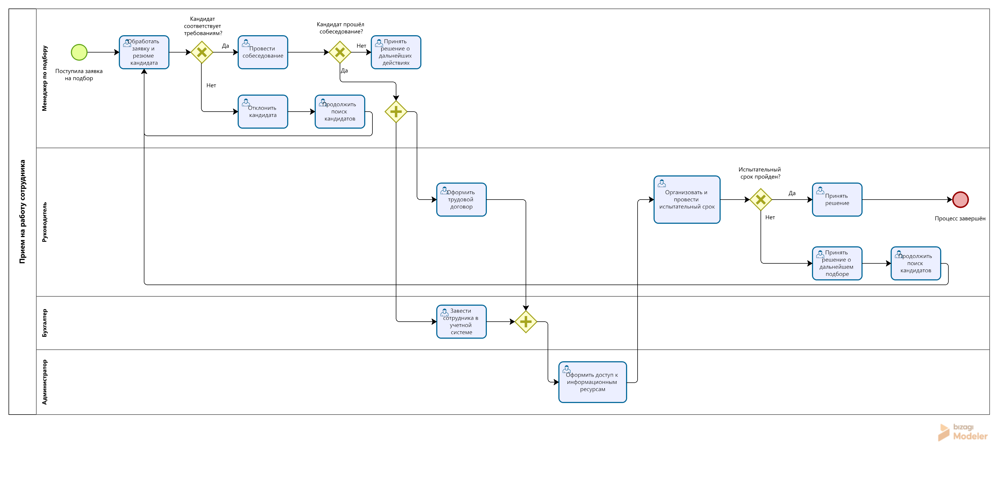 Прием на работу сотрудника
Менеджер по подбору
Поступила заявка
на подбор
Обработать
заявку и
резюме
кандидата
Кандидат
соответствует
требованиям?
Да
Нет
Провести
собеседование
Кандидат прошёл
собеседование?
Нет
Да
Принять
решение о
дальнейших
действиях
Отклонить
кандидата
Продолжить
поиск
кандидатов
Руководитель
Оформить
трудовой
договор
Организовать и
провести
испытательный срок
Испытательный
срок пройден?
Да
Нет
Принять
решение
Процесс завершён
Принять
решение о
дальнейшем
подборе
Продолжить
поиск
кандидатов
Бухгалтер
Завести
сотрудника в
учетной
системе
Администратор
Оформить доступ к
информационным
ресурсам
bizagi
Modeler